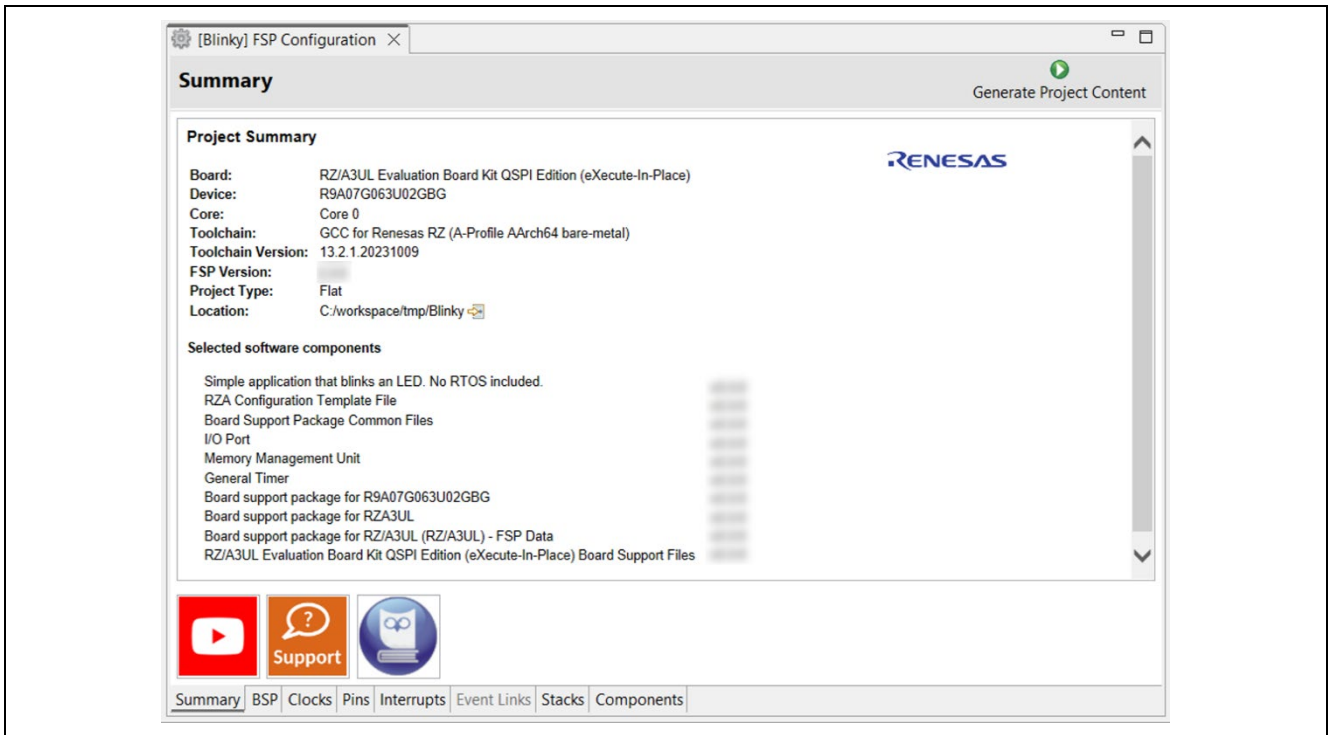 [Blinky] FSP Configuration
Summary
Generate Project Content
Project Summary
RENESAS
Board: RZ/A3UL Evaluation Board Kit QSPI Edition (eXecute-In-Place)
Device: R9A07G063U02GBG
Core: Core 0
Toolchain: GCC for Renesas RZ (A-Profile AArch64 bare-metal)
Toolchain Version: 13.2.1.20231009
FSP Version:
Project Type: Flat
Location: C:/workspace/tmp/Blinky
Selected software components
Simple application that blinks an LED. No RTOS included.
RZA Configuration Template File
Board Support Package Common Files
I/O Port
Memory Management Unit
General Timer
Board support package for R9A07G063U02GBG
Board support package for RZA3UL
Board support package for RZ/A3UL (RZ/A3UL) - FSP Data
RZ/A3UL Evaluation Board Kit QSPI Edition (eXecute-In-Place) Board Support Files
?
Support
Summary BSP Clocks Pins Interrupts Event Links Stacks Components